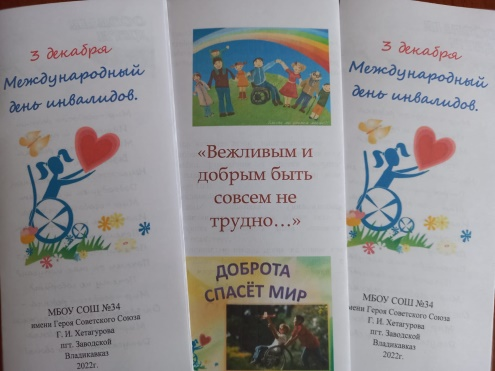 3 декабря
Международный
день инвалидов.
МБОУ СОШ №34
имени Героя Советского Союза
Г. И. Хетагурова
пгт. Заводской
Владикавказ
2022г.
«Вежливым и
добрым быть
совсем не
трудно...»
ДОБРОТА
СПАСЁТ МИР
3 декабря
Международный
день инвалидов.
МБОУ СОШ №34
имени Героя Советского Союза
Г. И. Хетагурова
пгт. Заводской
Владикавказ
2022г.